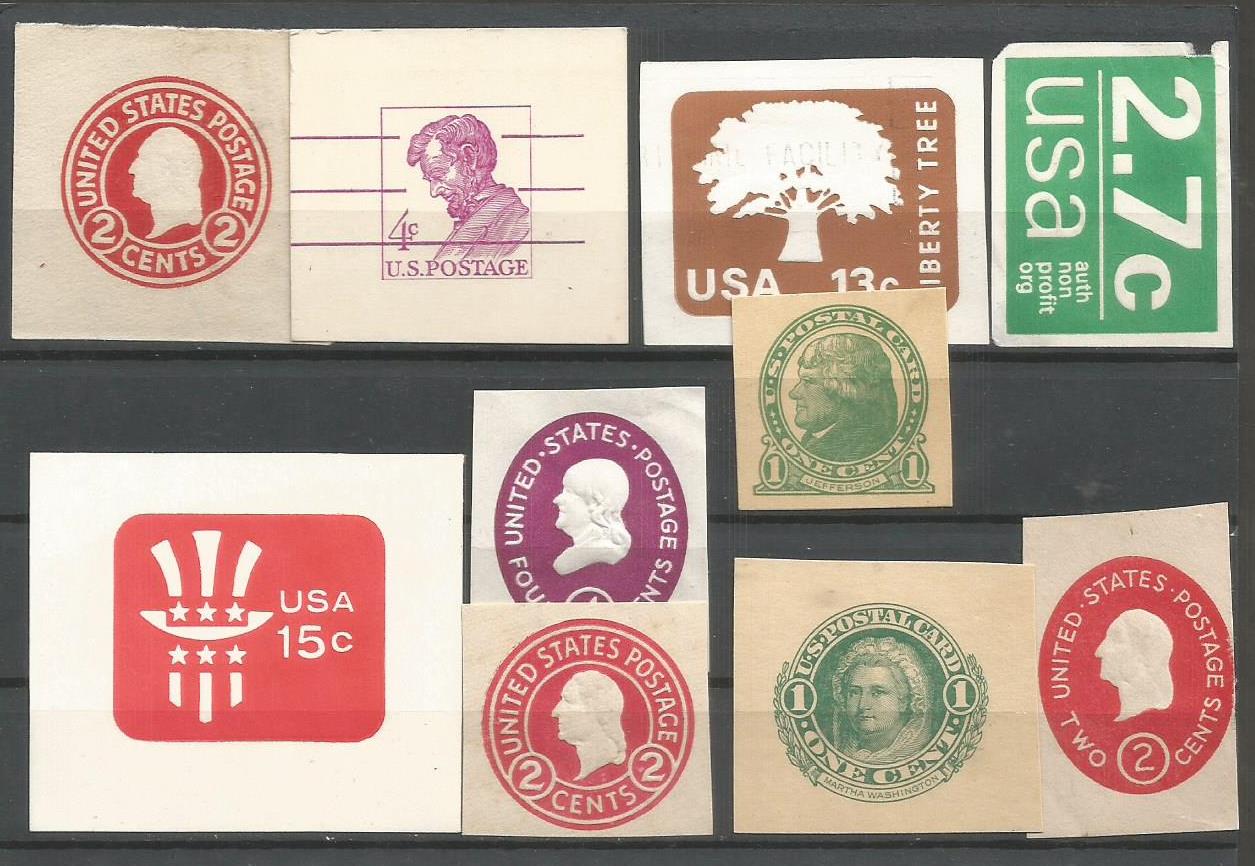 UNITED STATES POSTAGE
2 CENTS 2
4c
U.S. POSTAGE
LIBERTY TREE
USA 13c
2.7c
usa
auth
non
profit
org
U.S. POSTAL CARD
1 ONE CENT 1
JEFFERSON
USA
15c
UNITED·STATES·POSTAGE
UNITED STATES POSTAGE
2 CENTS 2
U.S. POSTAL CARD
1 · ONE CENT · 1
MARTHA WASHINGTON
UNITED·STATES·POSTAGE
TWO 2 CENTS